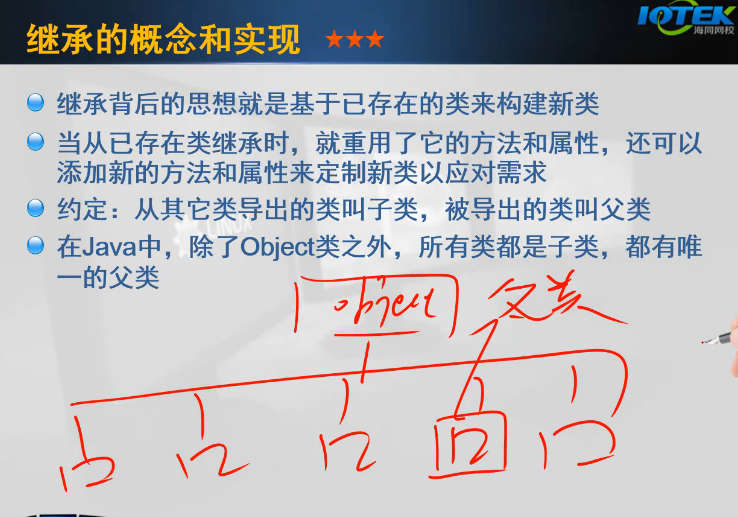 继承的概念和实现 ★★★
IOTEK
海同网校
继承背后的思想就是基于已存在的类来构建新类
当从已存在类继承时，就重用了它的方法和属性，还可以
添加新的方法和属性来定制新类以应对需求
约定：从其它类导出的类叫子类，被导出的类叫父类
在Java中，除了Object类之外，所有类都是子类，都有唯
一的父类
LINUX
object 父类